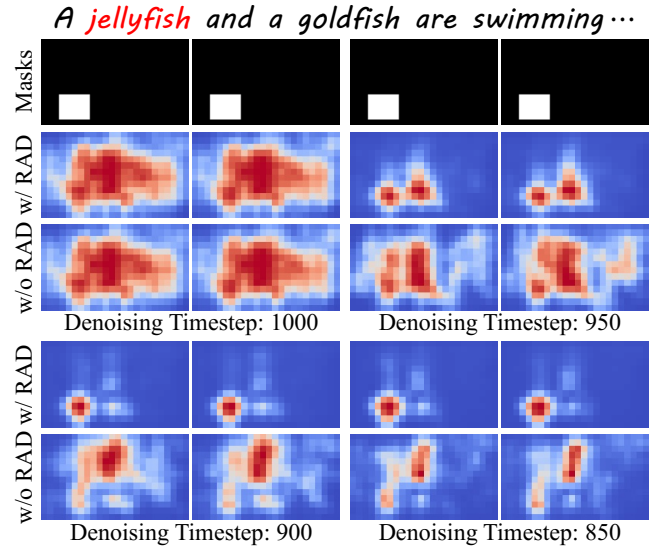 A jellyfish and a goldfish are swimming...
Masks
w/ RAD
w/o RAD
Denoising Timestep: 1000
Denoising Timestep: 950
w/ RAD
w/o RAD
Denoising Timestep: 900
Denoising Timestep: 850